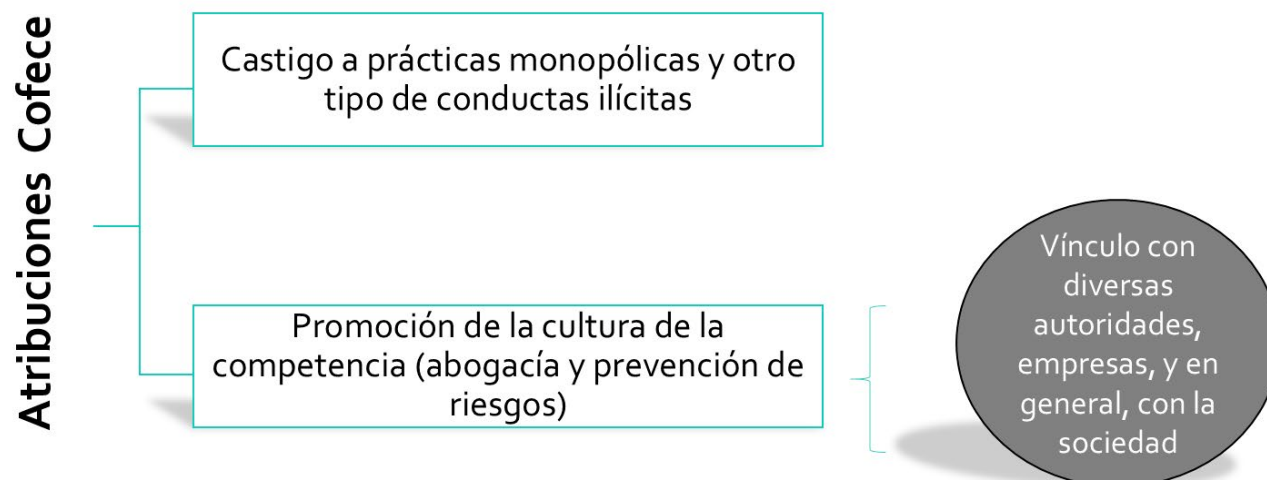 Atribuciones Cofece
Castigo a prácticas monopólicas y otro
tipo de conductas ilícitas
Promoción de la cultura de la
competencia (abogacía y prevención de
riesgos)
Vínculo con
diversas
autoridades,
empresas, y en
general, con la
sociedad